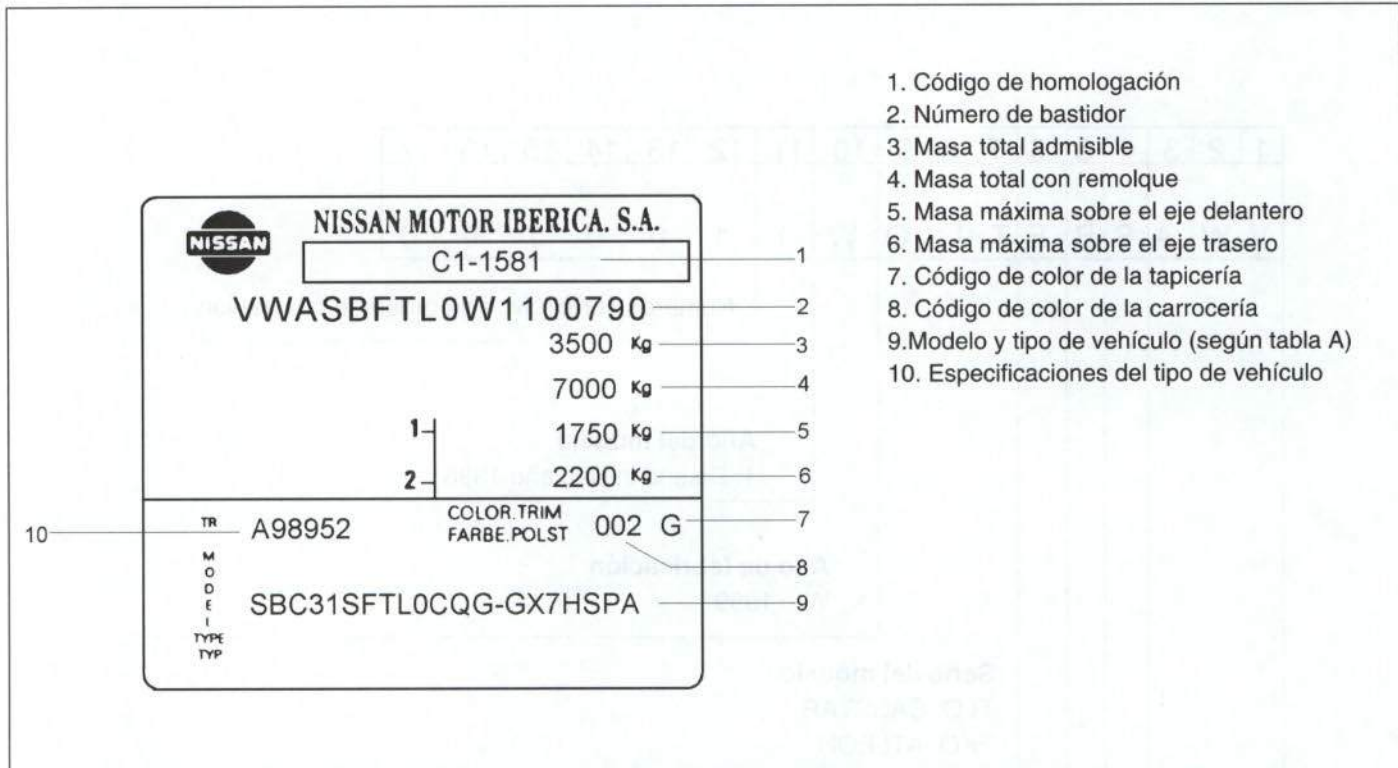 1. Código de homologación
2. Número de bastidor
3. Masa total admisible
4. Masa total con remolque
5. Masa máxima sobre el eje delantero
6. Masa máxima sobre el eje trasero
7. Código de color de la tapicería
8. Código de color de la carrocería
9.Modelo y tipo de vehículo (según tabla A)
10. Especificaciones del tipo de vehículo
NISSAN
NISSAN MOTOR IBERICA. S.A.
C1-1581 1
VWASBFTL0W1100790 2
3500 Kg 3
7000 Kg 4
1 1750 Kg 5
2 2200 Kg 6
10 TR A98952 COLOR.TRIM FARBE.POLST 002 G 7
8
MODEL TYPE TYP SBC31SFTL0CQG-GX7HSPA 9